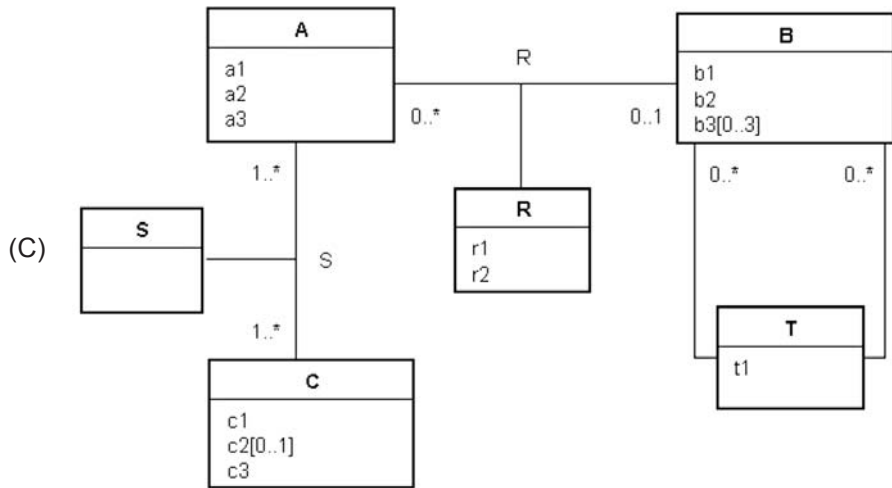 A
a1
a2
a3
R
0..*
0..1
B
b1
b2
b3[0..3]
0..*
0..*
1..*
R
r1
r2
(C)
S
S
1..*
C
c1
c2[0..1]
c3
T
t1